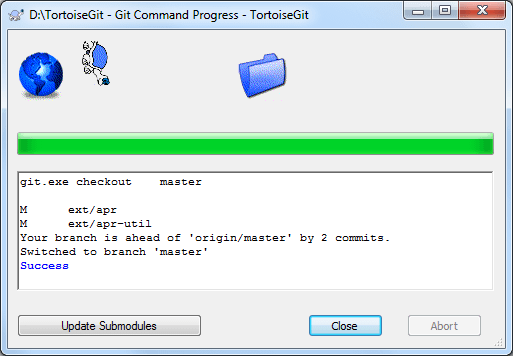 D:\TortoiseGit - Git Command Progress - TortoiseGit
git.exe checkout    master
M      ext/apr
M      ext/apr-util
Your branch is ahead of 'origin/master' by 2 commits.
Switched to branch 'master'
Success
Update Submodules
Close
Abort